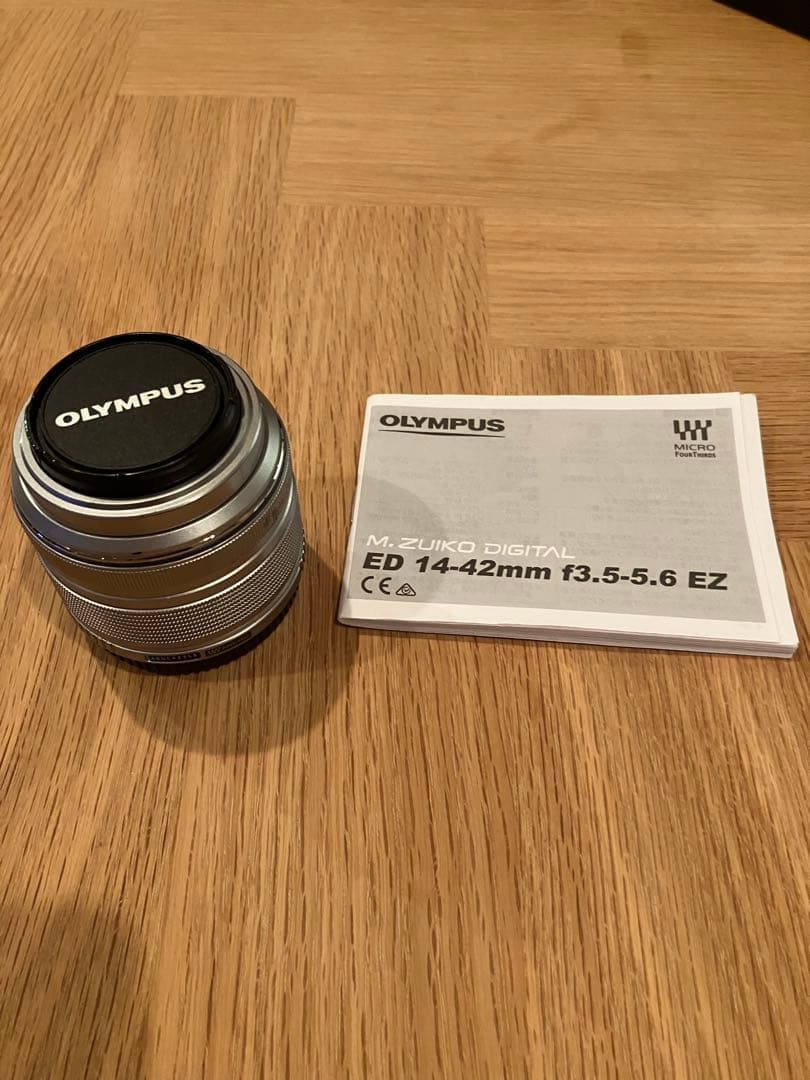 OLYMPUS
OLYMPUS
MICRO
FOURTHIRDS
M. ZUIKO DIGITAL
ED 14-42mm f3.5-5.6 EZ
CE